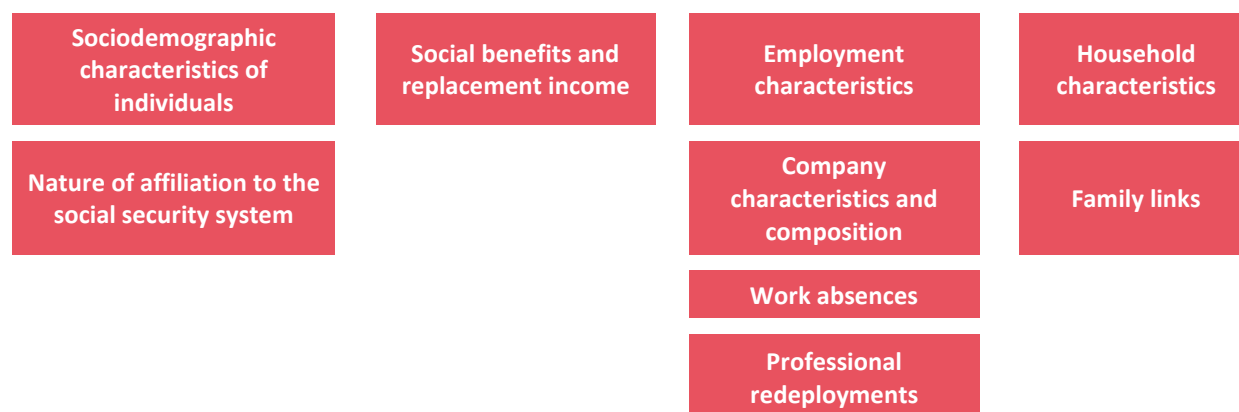 Sociodemographic
characteristics of
individuals
Social benefits and
replacement income
Employment
characteristics
Household
characteristics
Nature of affiliation to the
social security system
Company
characteristics and
composition
Family links
Work absences
Professional
redeployments